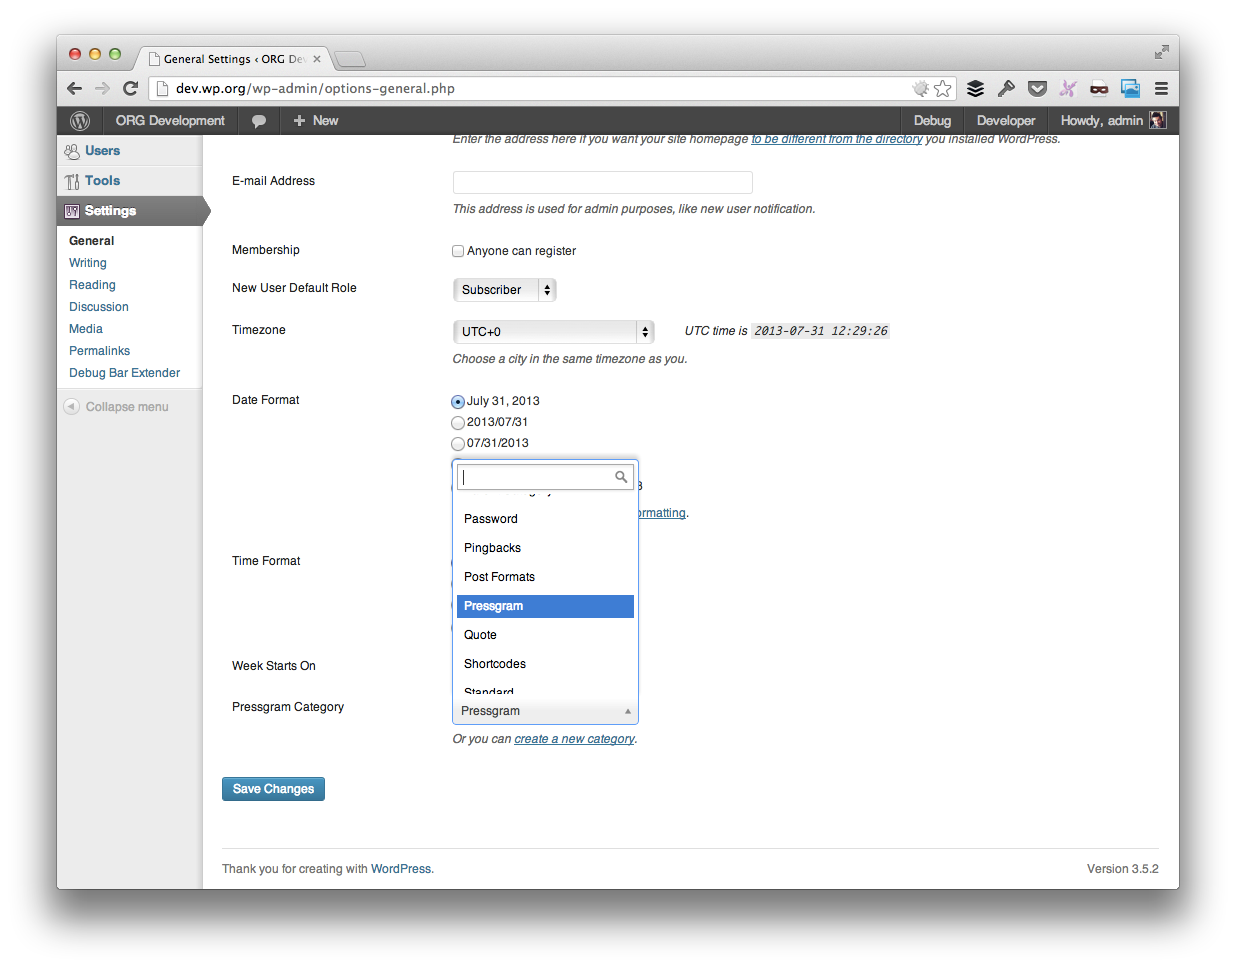 General Settings ‹ ORG De
dev.wp.org/wp-admin/options-general.php
ORG Development
New
Debug
Developer
Howdy, admin
Users
Tools
Settings
General
Writing
Reading
Discussion
Media
Permalinks
Debug Bar Extender
Collapse menu
Enter the address here if you want your site homepage to be different from the directory you installed WordPress.
E-mail Address
This address is used for admin purposes, like new user notification.
Membership
Anyone can register
New User Default Role
Subscriber
Timezone
UTC+0
UTC time is 2013-07-31 12:29:26
Choose a city in the same timezone as you.
Date Format
July 31, 2013
2013/07/31
07/31/2013
3
ormatting.
Password
Pingbacks
Post Formats
Pressgram
Quote
Shortcodes
Standard
Time Format
Week Starts On
Pressgram Category
Pressgram
Or you can create a new category.
Save Changes
Thank you for creating with WordPress.
Version 3.5.2